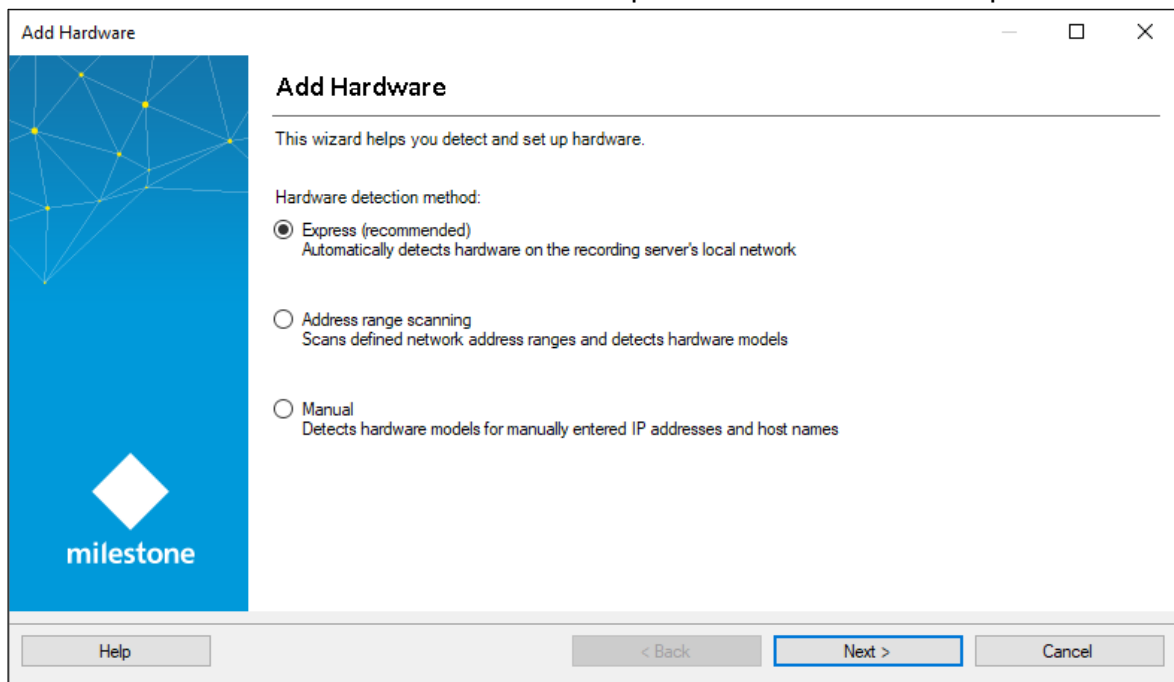 Add Hardware
Add Hardware
This wizard helps you detect and set up hardware.
Hardware detection method:
Express (recommended)
Automatically detects hardware on the recording server's local network
Address range scanning
Scans defined network address ranges and detects hardware models
Manual
Detects hardware models for manually entered IP addresses and host names
milestone
Help
< Back
Next >
Cancel